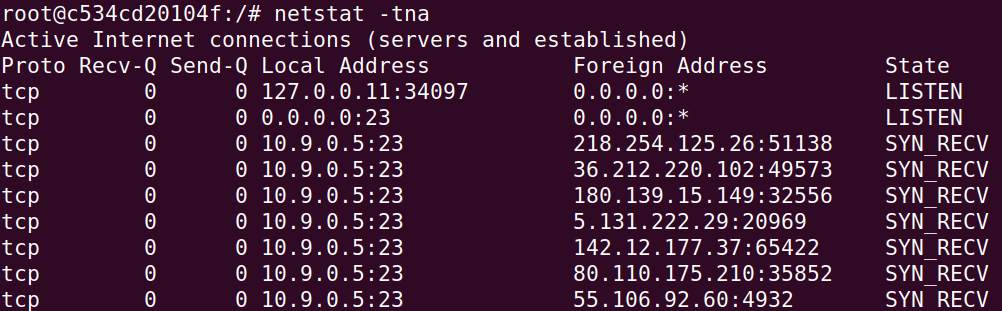 root@c534cd20104f:/# netstat -tna
Active Internet connections (servers and established)
Proto Recv-Q Send-Q Local Address           Foreign Address         State
tcp        0      0 127.0.0.11:34097        0.0.0.0:*               LISTEN
tcp        0      0 0.0.0.0:23              0.0.0.0:*               LISTEN
tcp        0      0 10.9.0.5:23             218.254.125.26:51138    SYN_RECV
tcp        0      0 10.9.0.5:23             36.212.220.102:49573    SYN_RECV
tcp        0      0 10.9.0.5:23             180.139.15.149:32556    SYN_RECV
tcp        0      0 10.9.0.5:23             5.131.222.29:20969      SYN_RECV
tcp        0      0 10.9.0.5:23             142.12.177.37:65422     SYN_RECV
tcp        0      0 10.9.0.5:23             80.110.175.210:35852    SYN_RECV
tcp        0      0 10.9.0.5:23             55.106.92.60:4932       SYN_RECV